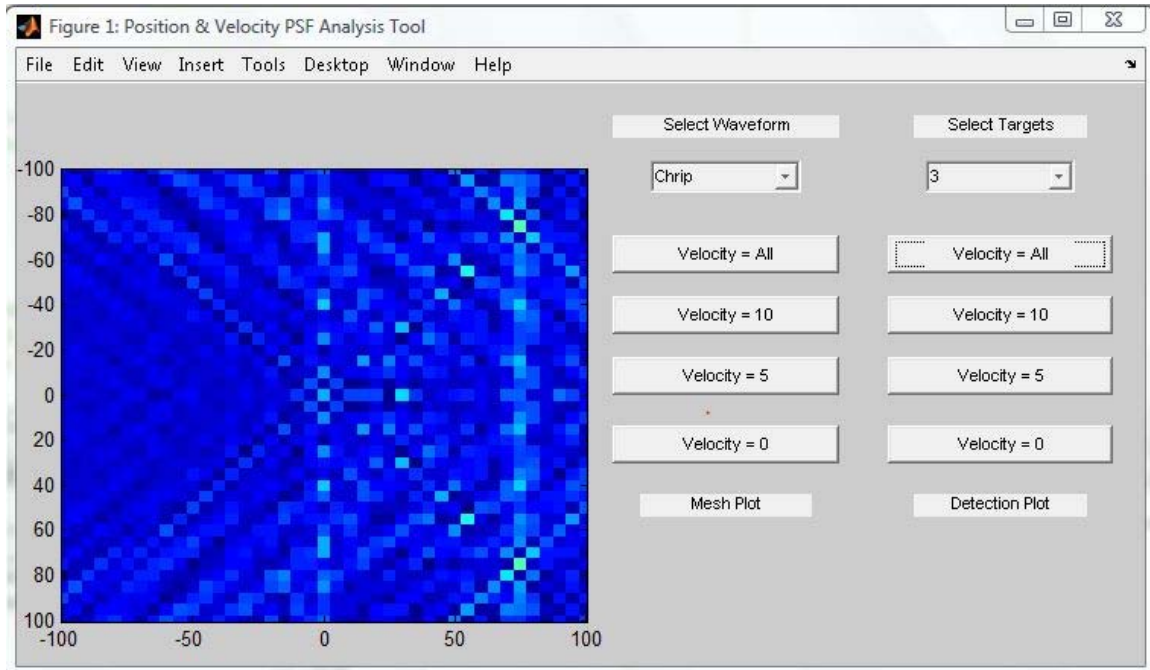 Figure 1: Position & Velocity PSF Analysis Tool
File Edit View Insert Tools Desktop Window Help
Select Waveform
Select Targets
Chrip
3
-100
-80
-60
-40
-20
0
20
40
60
80
100
-100 -50 0 50 100
Velocity = All
Velocity = All
Velocity = 10
Velocity = 10
Velocity = 5
Velocity = 5
Velocity = 0
Velocity = 0
Mesh Plot
Detection Plot